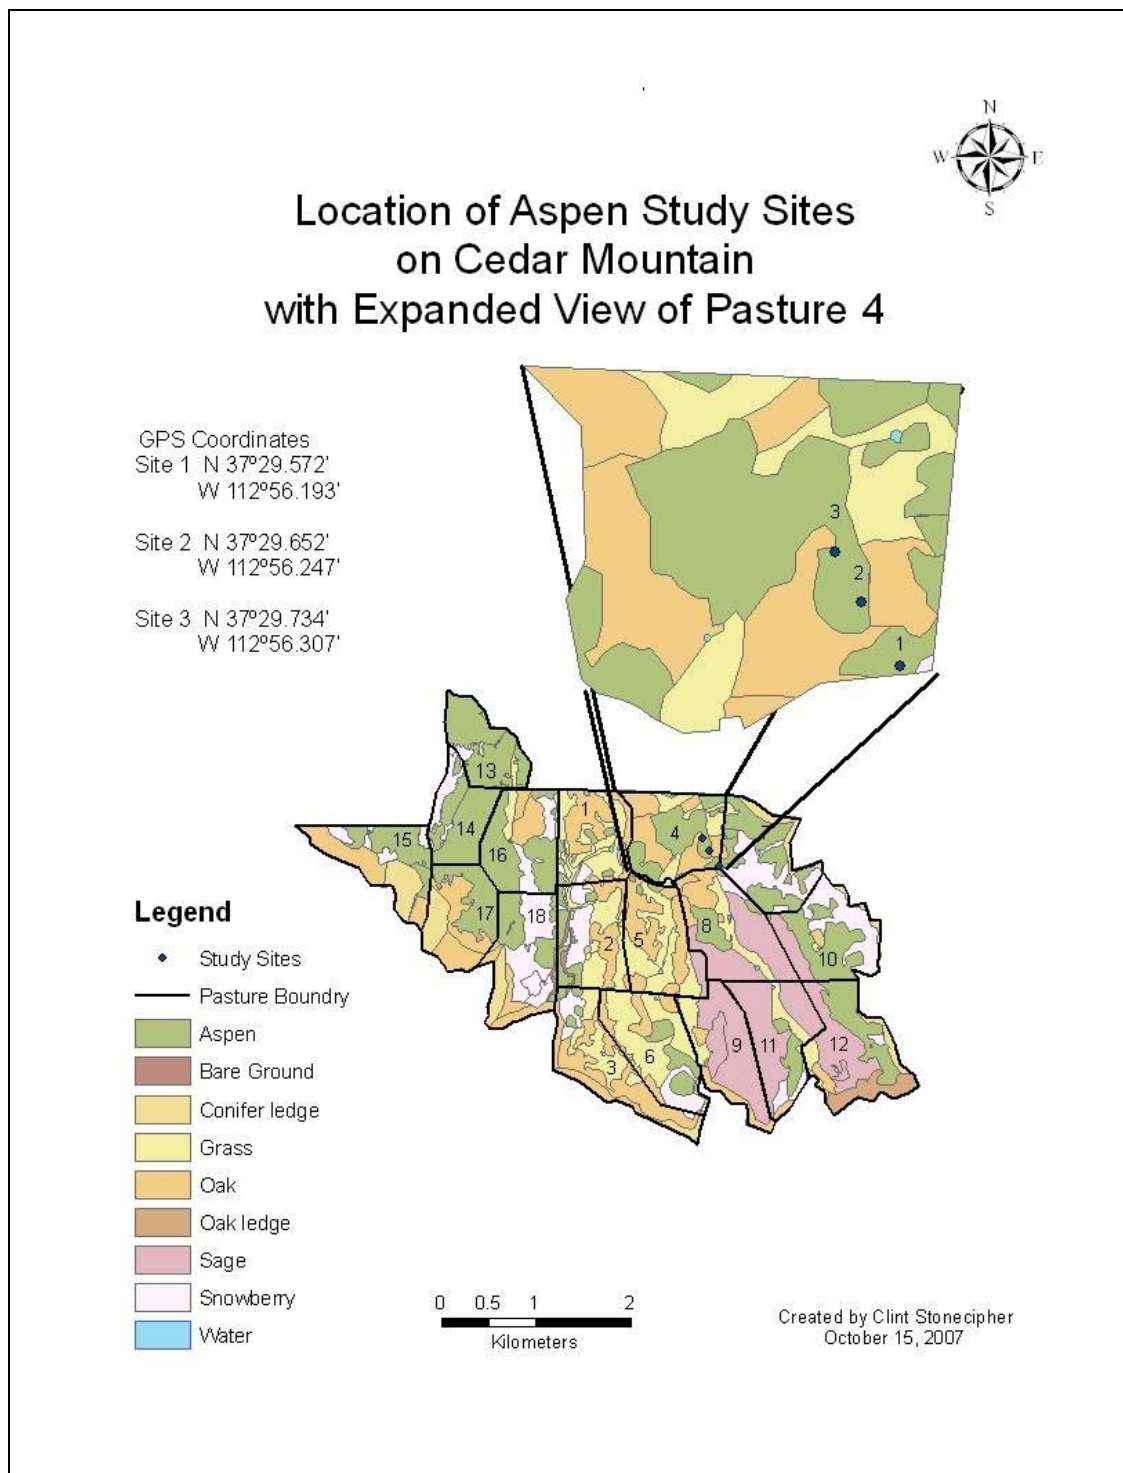 N
W E
S
Location of Aspen Study Sites
on Cedar Mountain
with Expanded View of Pasture 4
GPS Coordinates
Site 1 N 37º29.572'
W 112º56.193'
Site 2 N 37º29.652'
W 112º56.247'
Site 3 N 37º29.734'
W 112º56.307'
3
2
1
13
1
4
15
14
16
17
18
2
5
8
10
3
6
9
11
12
Legend
Study Sites
Pasture Boundry
Aspen
Bare Ground
Conifer ledge
Grass
Oak
Oak ledge
Sage
Snowberry
Water
0 0.5 1 2
Kilometers
Created by Clint Stonecipher
October 15, 2007